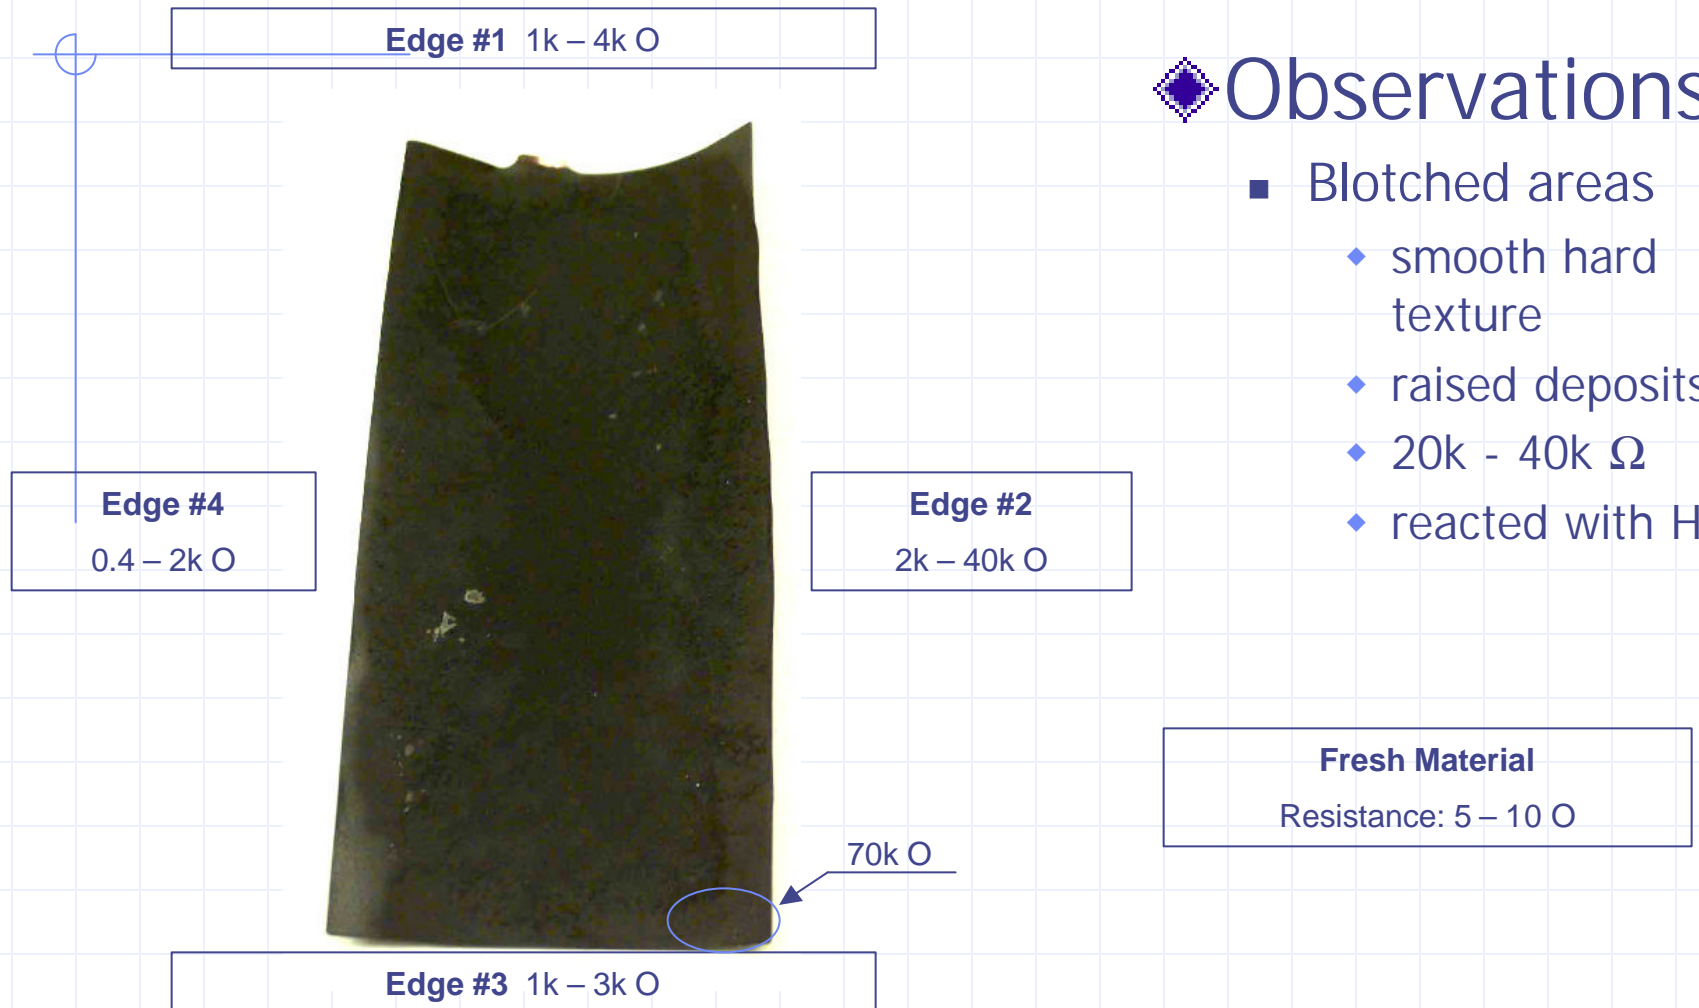 Edge #1 1k – 4k O
Observations
Blotched areas
smooth hard
texture
raised deposits
20k - 40k Ω
reacted with H
Edge #4
0.4 – 2k O
Edge #2
2k – 40k O
Fresh Material
Resistance: 5 – 10 O
70k O
Edge #3 1k – 3k O